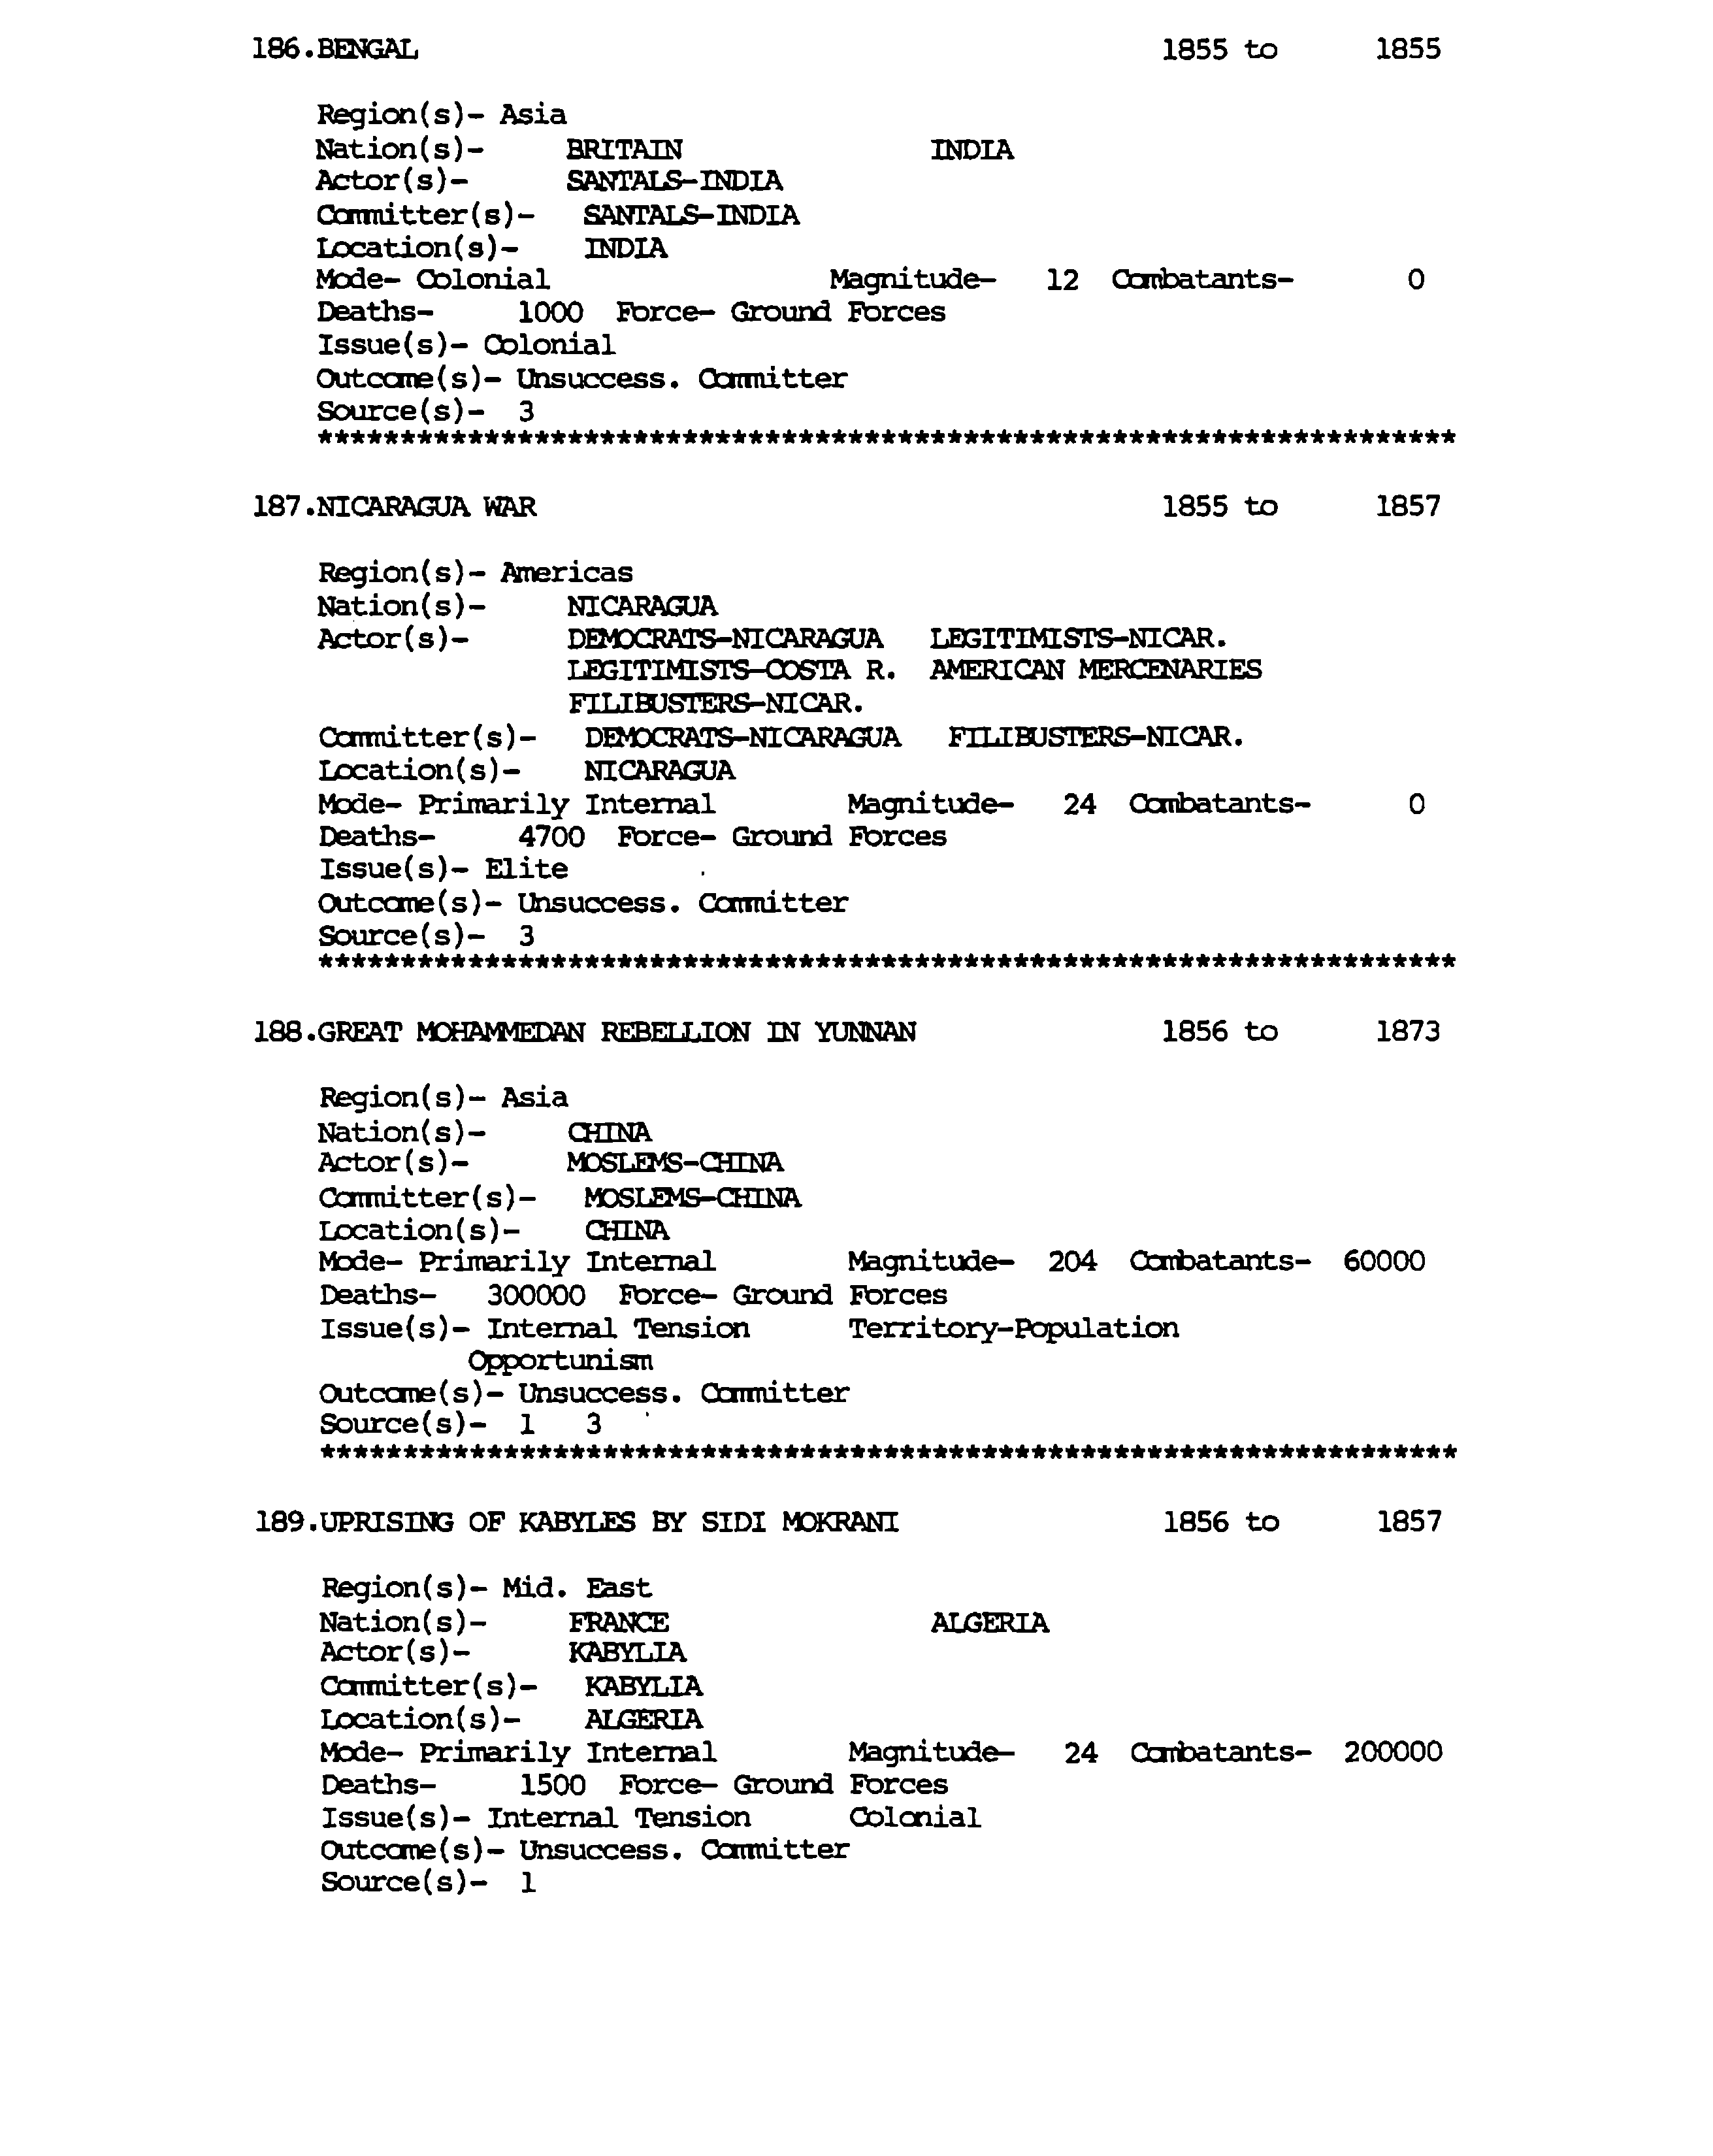 186.BENGAL 1855 to 1855
Region(s)- Asia
Nation(s)- BRITAIN INDIA
Actor(s)- SANTALS-INDIA
Committer(s)- SANTALS-INDIA
Location(s)- INDIA
Mode- Colonial Magnitude- 12 Combatants- 0
Deaths- 1000 Force- Ground Forces
Issue(s)- Colonial
Outcome(s)- Unsuccess. Committer
Source(s)- 3
*********************************************************************
187.NICARAGUA WAR 1855 to 1857
Region(s)- Americas
Nation(s)- NICARAGUA
Actor(s)- DEMOCRATS-NICARAGUA LEGITIMISTS-NICAR.
LEGITIMISTS-COSTA R. AMERICAN MERCENARIES
FILIBUSTERS-NICAR.
Committer(s)- DEMOCRATS-NICARAGUA FILIBUSTERS-NICAR.
Location(s)- NICARAGUA
Mode- Primarily Internal Magnitude- 24 Combatants- 0
Deaths- 4700 Force- Ground Forces
Issue(s)- Elite
Outcome(s)- Unsuccess. Committer
Source(s)- 3
*********************************************************************
188.GREAT MOHAMMEDAN REBELLION IN YUNNAN 1856 to 1873
Region(s)- Asia
Nation(s)- CHINA
Actor(s)- MOSLEMS-CHINA
Committer(s)- MOSLEMS-CHINA
Location(s)- CHINA
Mode- Primarily Internal Magnitude- 204 Combatants- 60000
Deaths- 300000 Force- Ground Forces
Issue(s)- Internal Tension Territory-Population
Opportunism
Outcome(s)- Unsuccess. Committer
Source(s)- 1 3
*********************************************************************
189.UPRISING OF KABYLES BY SIDI MOKRANI 1856 to 1857
Region(s)- Mid. East
Nation(s)- FRANCE ALGERIA
Actor(s)- KABYLIA
Committer(s)- KABYLIA
Location(s)- ALGERIA
Mode- Primarily Internal Magnitude- 24 Combatants- 200000
Deaths- 1500 Force- Ground Forces
Issue(s)- Internal Tension Colonial
Outcome(s)- Unsuccess. Committer
Source(s)- 1